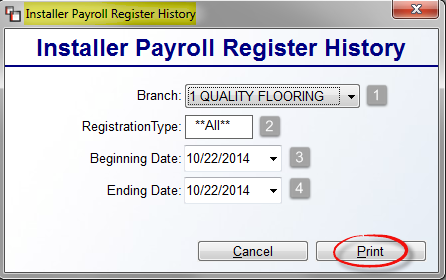 Installer Payroll Register History
Installer Payroll Register History
Branch: 1 QUALITY FLOORING 1
RegistrationType: **All** 2
Beginning Date: 10/22/2014 3
Ending Date: 10/22/2014 4
Cancel Print